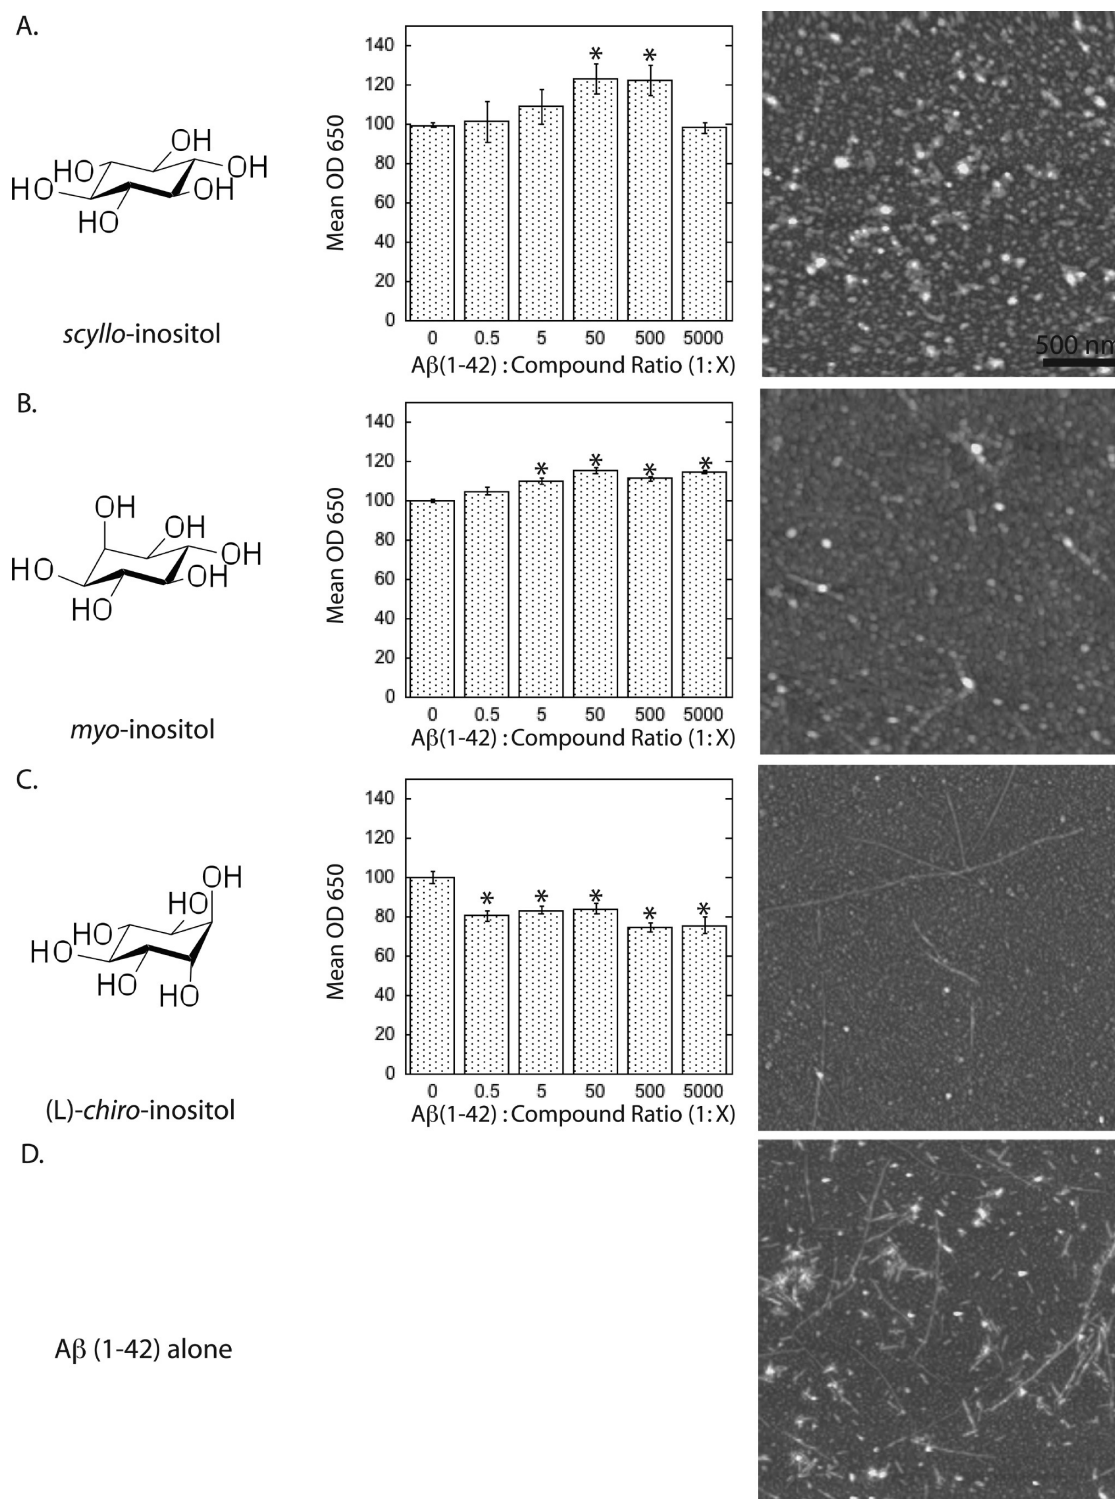 A.
OH
HO
OH
HO
OH
HO
scyllo-inositol
Mean OD 650
140
120
100
80
60
40
20
0
*
*
0 0.5 5 50 500 5000
Aβ(1-42) : Compound Ratio (1: X)
500 nm
B.
OH
OH
OH
HO
OH
HO
myo-inositol
Mean OD 650
140
120
100
80
60
40
20
0
*
*
*
*
0 0.5 5 50 500 5000
Aβ(1-42) : Compound Ratio (1: X)
C.
OH
HO
HO
HO
HO
HO
(L)-chiro-inositol
Mean OD 650
140
120
100
80
60
40
20
0
*
*
*
*
*
0 0.5 5 50 500 5000
Aβ(1-42) : Compound Ratio (1: X)
D.
Aβ (1-42) alone